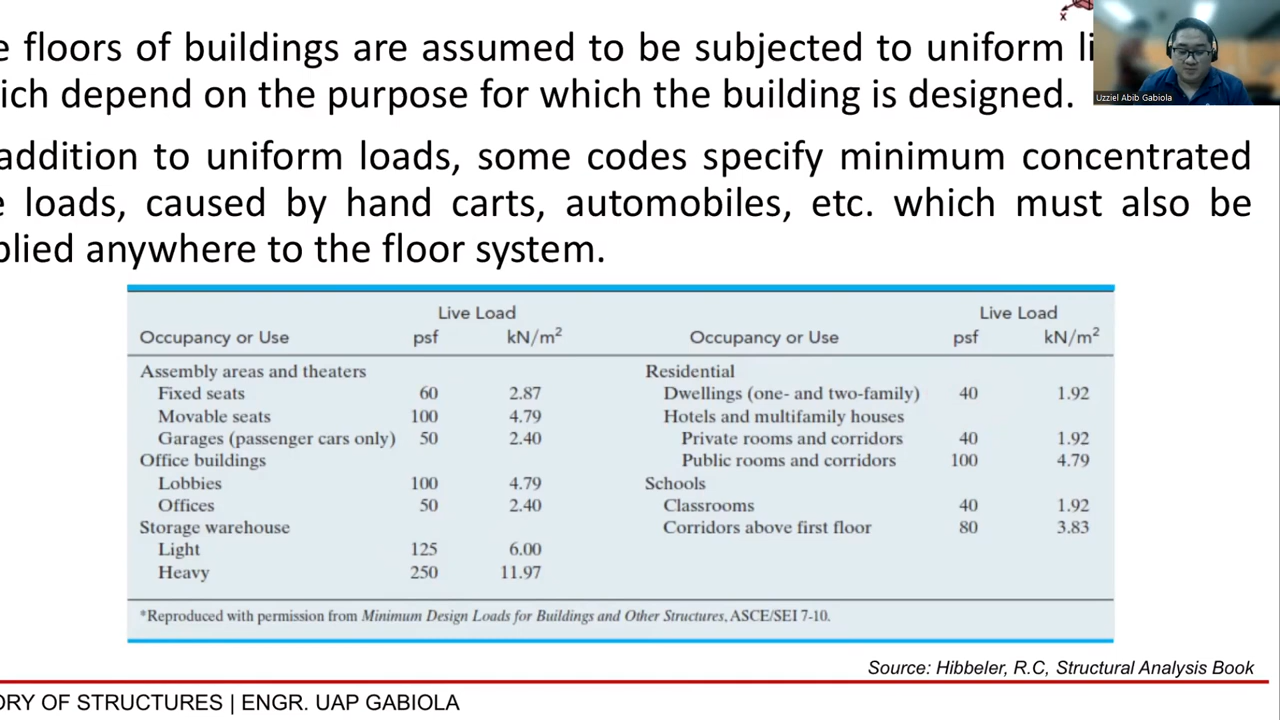 e floors of buildings are assumed to be subjected to uniform li
ich depend on the purpose for which the building is designed.
addition to uniform loads, some codes specify minimum concentrated
e loads, caused by hand carts, automobiles, etc. which must also be
plied anywhere to the floor system.
x
Uzziel Abib Gabiola
Live Load
Occupancy or Use psf kN/m²
Assembly areas and theaters
Fixed seats 60 2.87
Movable seats 100 4.79
Garages (passenger cars only) 50 2.40
Office buildings
Lobbies 100 4.79
Offices 50 2.40
Storage warehouse
Light 125 6.00
Heavy 250 11.97
Live Load
Occupancy or Use psf kN/m²
Residential
Dwellings (one- and two-family) 40 1.92
Hotels and multifamily houses
Private rooms and corridors 40 1.92
Public rooms and corridors 100 4.79
Schools
Classrooms 40 1.92
Corridors above first floor 80 3.83
*Reproduced with permission from Minimum Design Loads for Buildings and Other Structures, ASCE/SEI 7-10.
Source: Hibbeler, R.C, Structural Analysis Book
ORY OF STRUCTURES | ENGR. UAP GABIOLA